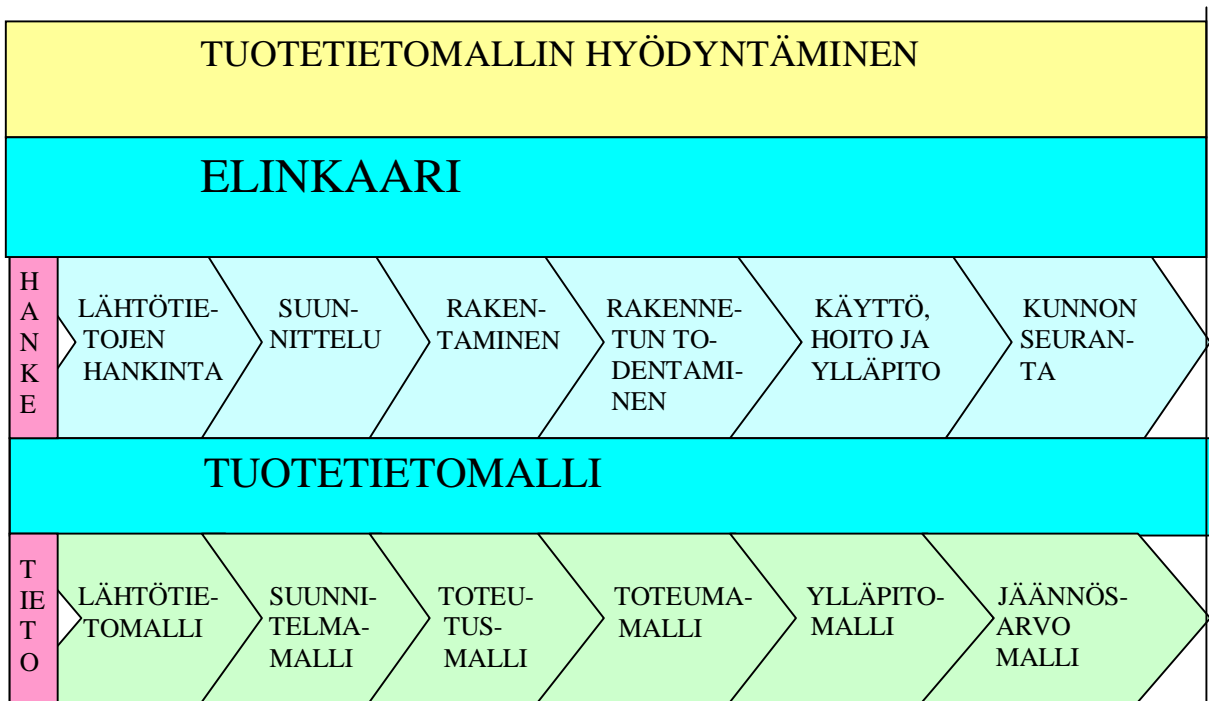 TUOTETIETOMALLIN HYÖDYNTÄMINEN
ELINKAARI
H
A
N
K
E
LÄHTÖTIE-
TOJEN
HANKINTA
SUUN-
NITTELU
RAKEN-
TAMINEN
RAKENNE-
TUN TO-
DENTAMI-
NEN
KÄYTTÖ,
HOITO JA
YLLÄPITO
KUNNON
SEURAN-
TA
TUOTETIETOMALLI
T
IE
T
O
LÄHTÖTIE-
TOMALLI
SUUNNI-
TELMA-
MALLI
TOTEU-
TUS-
MALLI
TOTEUMA-
MALLI
YLLÄPITO-
MALLI
JÄÄNNÖS-
ARVO
MALLI